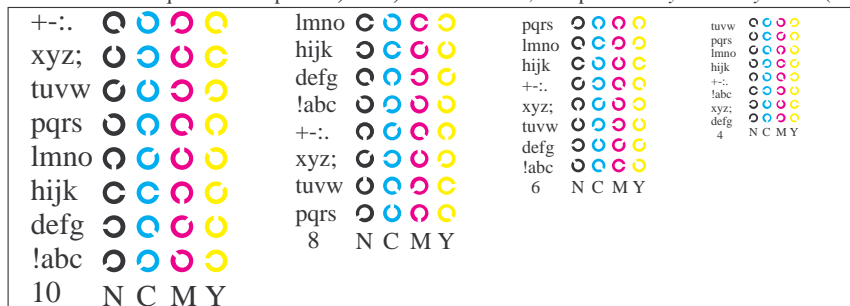 +-:.
xyz;
tuvw
pqrs
lmno
hijk
defg
!abc
10 N C M Y
lmno
hijk
defg
!abc
+-:.
xyz;
tuvw
pqrs
8 N C M Y
pqrs
lmno
hijk
+-:.
xyz;
tuvw
defg
!abc
6 N C M Y
tuvw
pqrs
lmno
hijk
+-:.
!abc
xyz;
defg
4 N C M Y